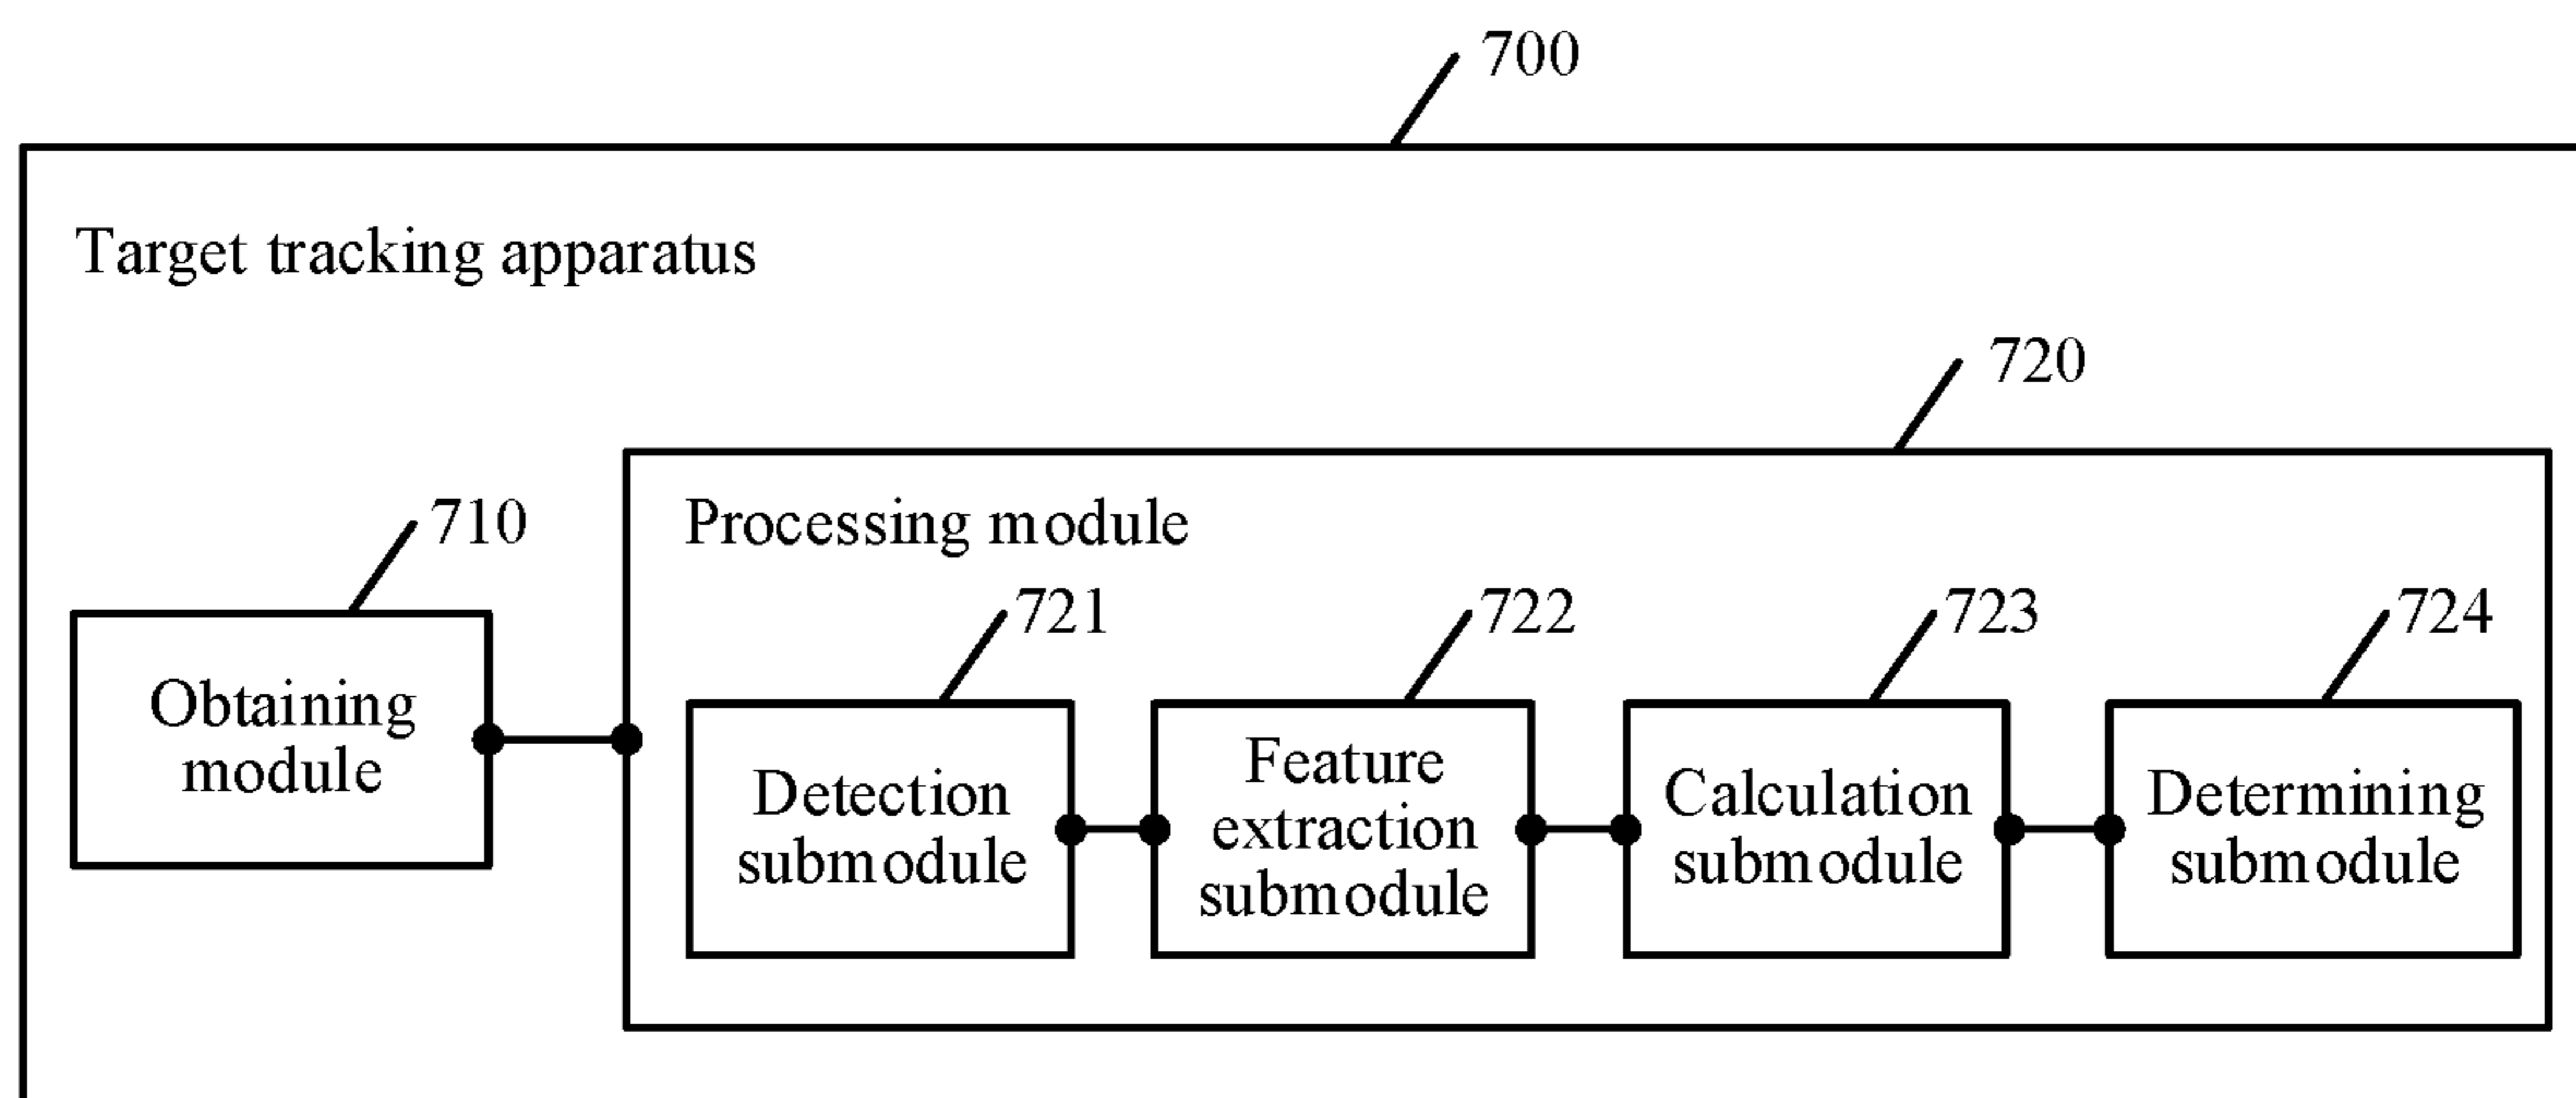 700
Target tracking apparatus
720
710
Processing module
721
722
723
724
Obtaining
module
Detection
submodule
Feature
extraction
submodule
Calculation
submodule
Determining
submodule